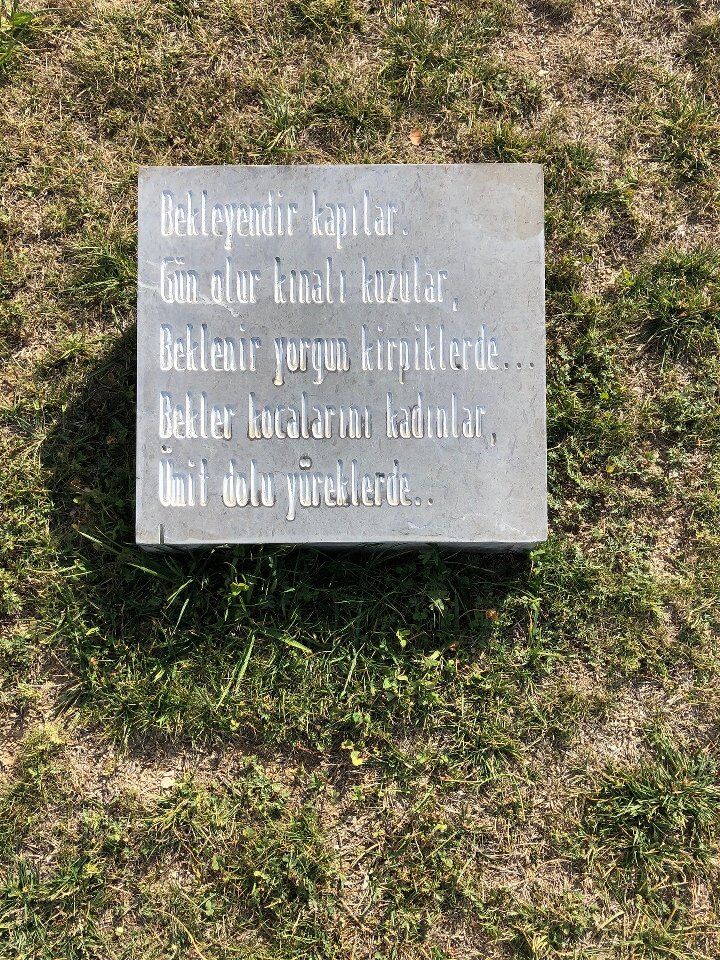 Bekleyendir kapılar.
Gün olur kınalı kuzular,
Beklenir yorgun kirpiklerde...
Bekler kocalarını kadınlar,
Ümit dolu yüreklerde..